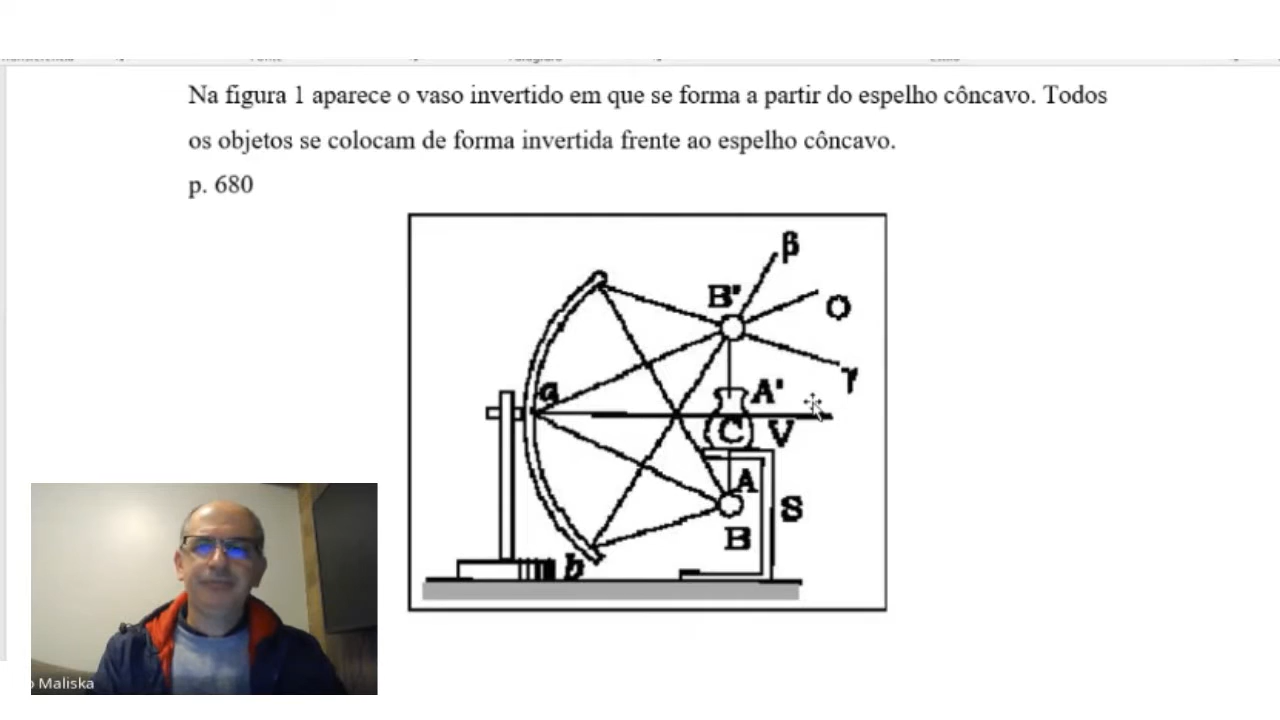 Na figura 1 aparece o vaso invertido em que se forma a partir do espelho côncavo. Todos
os objetos se colocam de forma invertida frente ao espelho côncavo.
p. 680
β
B'
O
γ
a
A'
C V
A
S
B
b
o Maliska